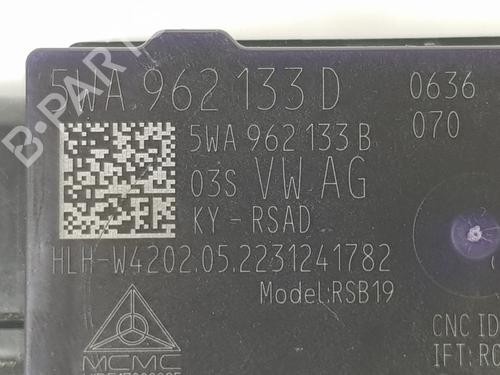 5WA 962 133 D
0636
070
5WA 962 133 B
03S VW AG
KY - RSAD
HLH-W4202.05.2231241782
Model:RSB19
MCMC
CNC ID
IFT: RC
B-PARTS